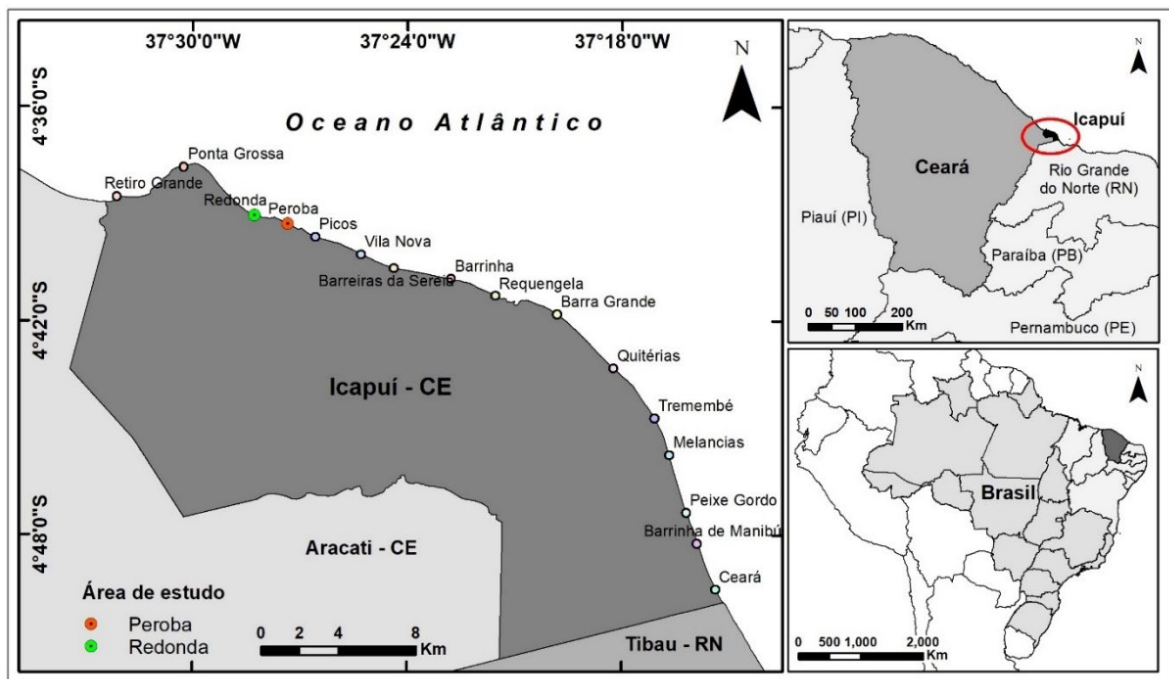 37°30'0"W
37°24'0"W
37°18'0"W
4°36'0"S
4°42'0"S
4°48'0"S
N
Oceano Atlântico
Ponta Grossa
Retiro Grande
Redonda
Peroba
Picos
Vila Nova
Barreiras da Sereia
Barrinha
Requengela
Barra Grande
Quitérias
Icapuí - CE
Tremembé
Melancias
Peixe Gordo
Barrinha de Manibú
Aracati - CE
Ceará
Área de estudo
Peroba
Redonda
0 2 4 8
Km
Tibau - RN
N
Icapuí
Ceará
Rio Grande
do Norte (RN)
Piauí (PI)
Paraíba (PB)
0 50 100 200
Km
Pernambuco (PE)
N
Brasil
0 500 1,000 2,000
Km